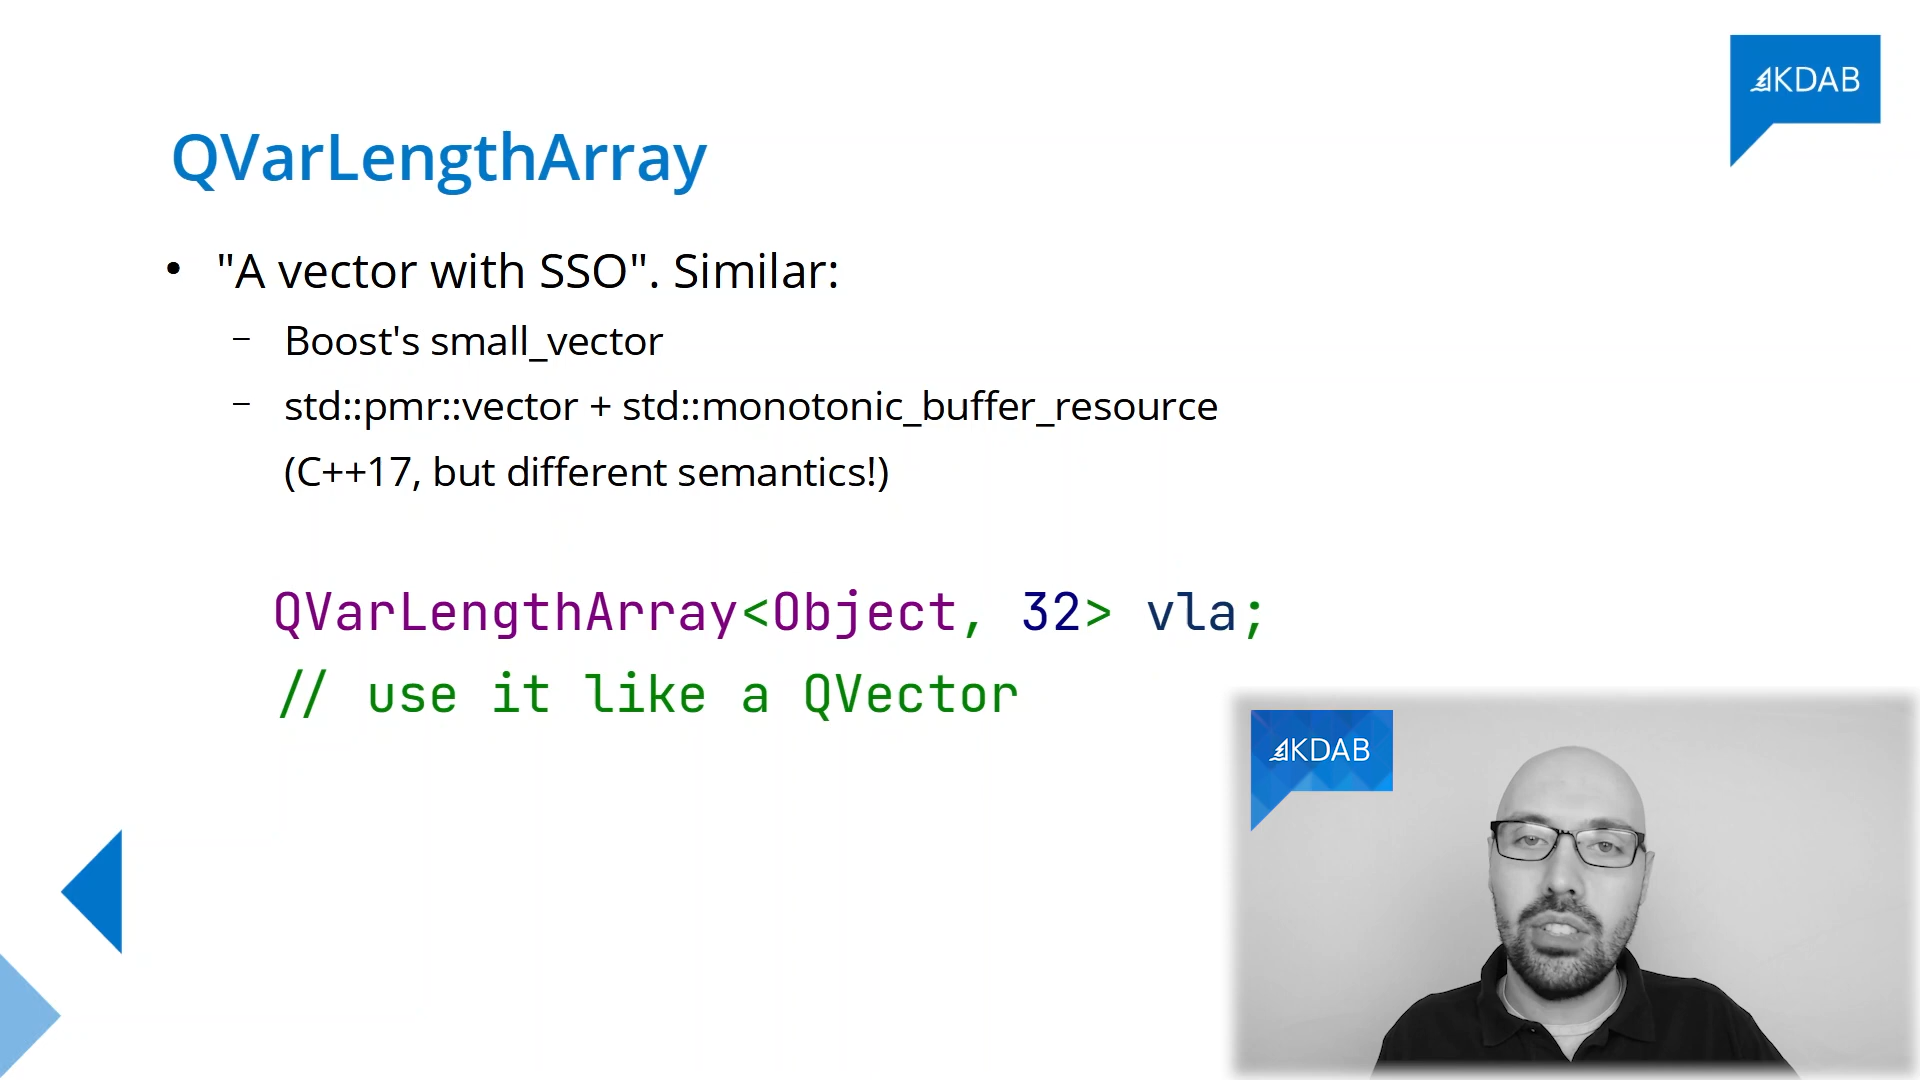 KDAB
QVarLengthArray
• "A vector with SSO". Similar:
– Boost's small_vector
– std::pmr::vector + std::monotonic_buffer_resource
(C++17, but different semantics!)
QVarLengthArray<Object, 32> vla;
// use it like a QVector
KDAB